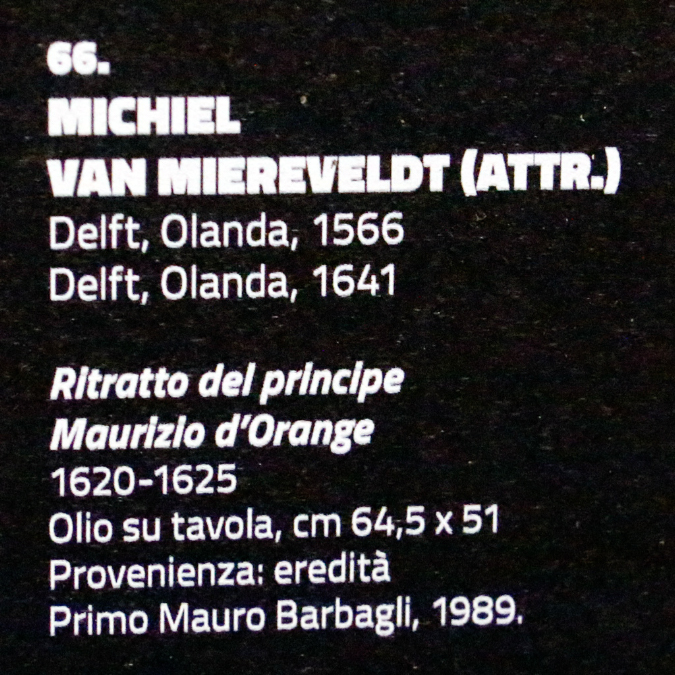 66.
MICHIEL
VAN MIEREVELDT (ATTR.)
Delft, Olanda, 1566
Delft, Olanda, 1641
Ritratto del principe
Maurizio d'Orange
1620-1625
Olio su tavola, cm 64,5 x 51
Provenienza: eredità
Primo Mauro Barbagli, 1989.